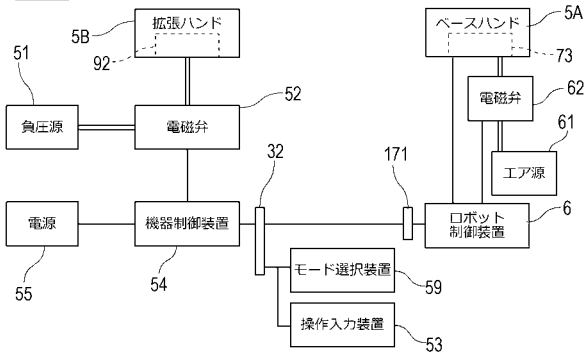 5B
拡張ハンド
92
ベースハンド
5A
73
51
負圧源
電磁弁
52
電磁弁
62
エア源
61
32
171
電源
55
機器制御装置
54
ロボット
制御装置
6
モード選択装置
59
操作入力装置
53